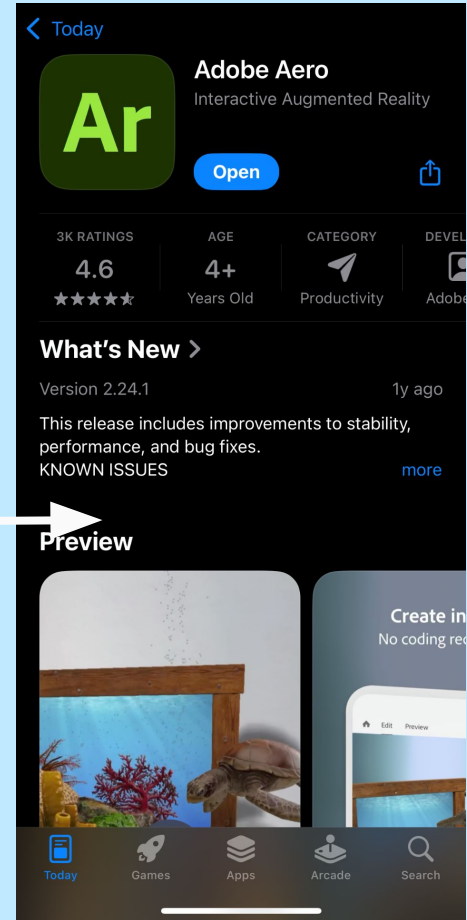 Today
Adobe Aero
Ar
Interactive Augmented Reality
Open
3K RATINGS
AGE
CATEGORY
4.6
4+
Years Old
Productivity
What's New
Version 2.24.1
1y ago
This release includes improvements to stability,
performance, and bug fixes.
KNOWN ISSUES
more
Preview
Create in
No coding
Edit Preview
Today
Games
Apps
Arcade
Search